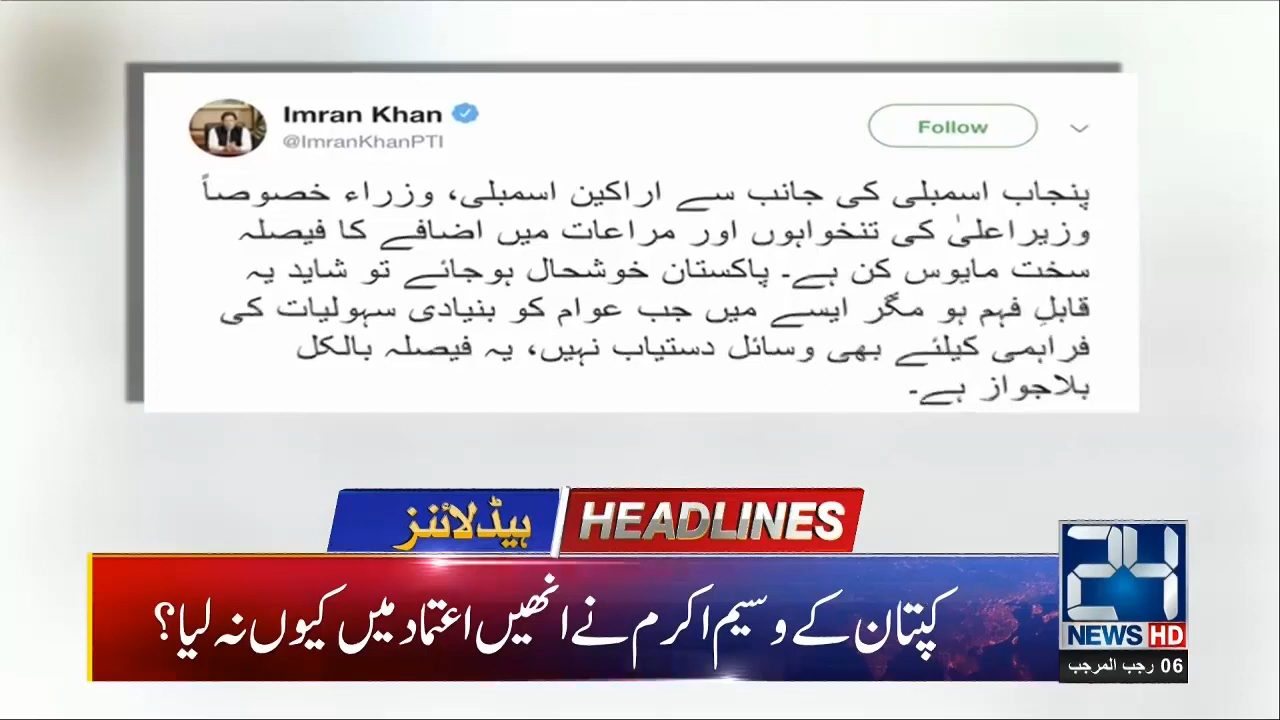 Imran Khan
@ImranKhanPTI
Follow
پنجاب اسمبلی کی جانب سے اراکین اسمبلی، وزراء خصوصاً
وزیراعلیٰ کی تنخواہوں اور مراعات میں اضافے کا فیصلہ
سخت مایوس کن ہے۔ پاکستان خوشحال ہوجائے تو شاید یہ
قابلِ فہم ہو مگر ایسے میں جب عوام کو بنیادی سہولیات کی
فراہمی کیلئے بھی وسائل دستیاب نہیں، یہ فیصلہ بالکل
بلاجواز ہے۔
ہیڈلائنز
HEADLINES
کپتان کے وسیم اکرم نے انھیں اعتماد میں کیوں نہ لیا؟
24
NEWS HD
06 رجب المرجب